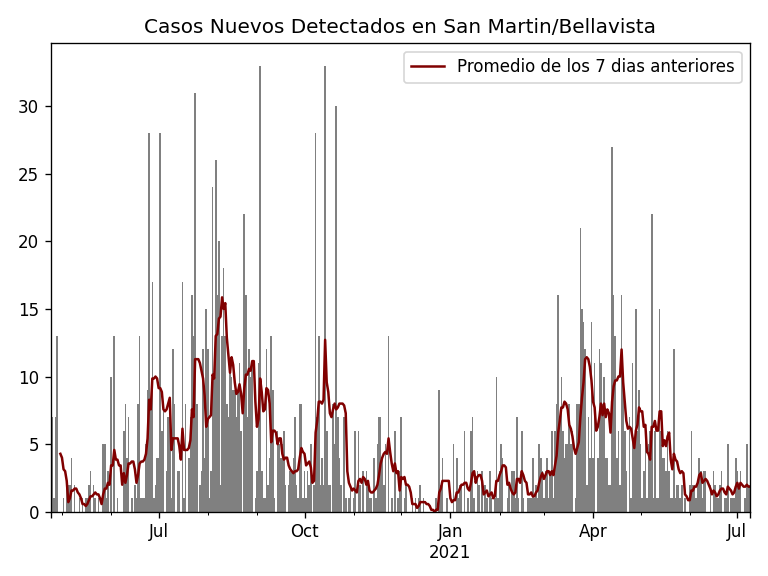 Casos Nuevos Detectados en San Martin/Bellavista
Promedio de los 7 dias anteriores
30
25
20
15
10
5
0
Jul
Oct
Jan
Apr
Jul
2021